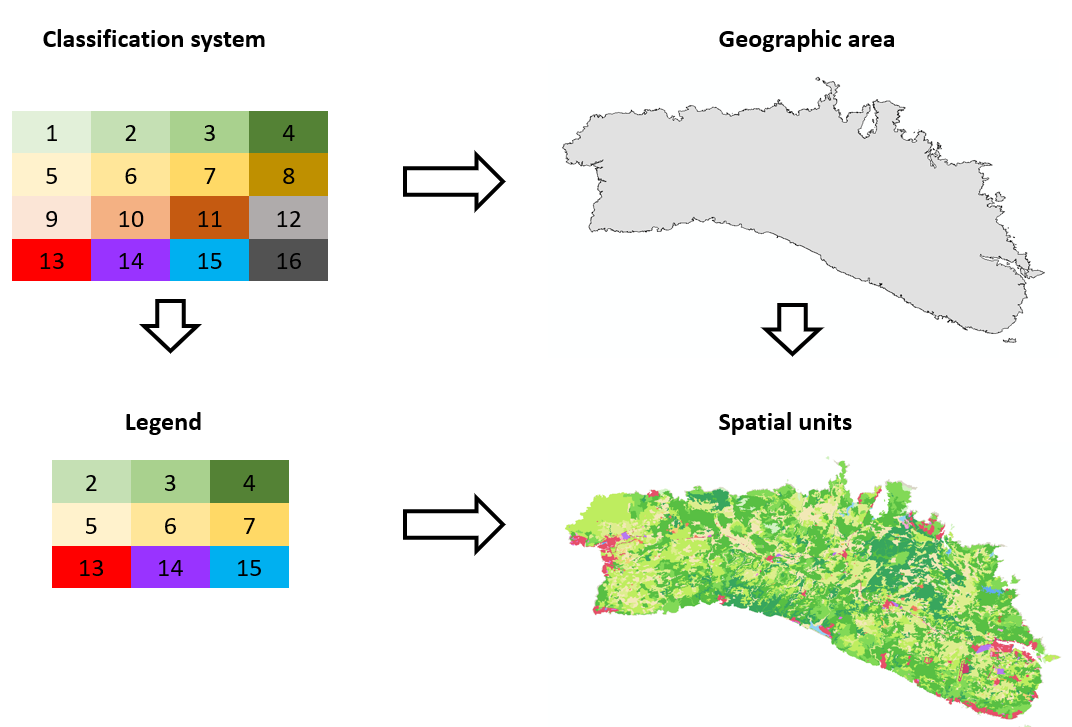 Classification system
Geographic area
1 2 3 4
5 6 7 8
9 10 11 12
13 14 15 16
Legend
Spatial units
2 3 4
5 6 7
13 14 15